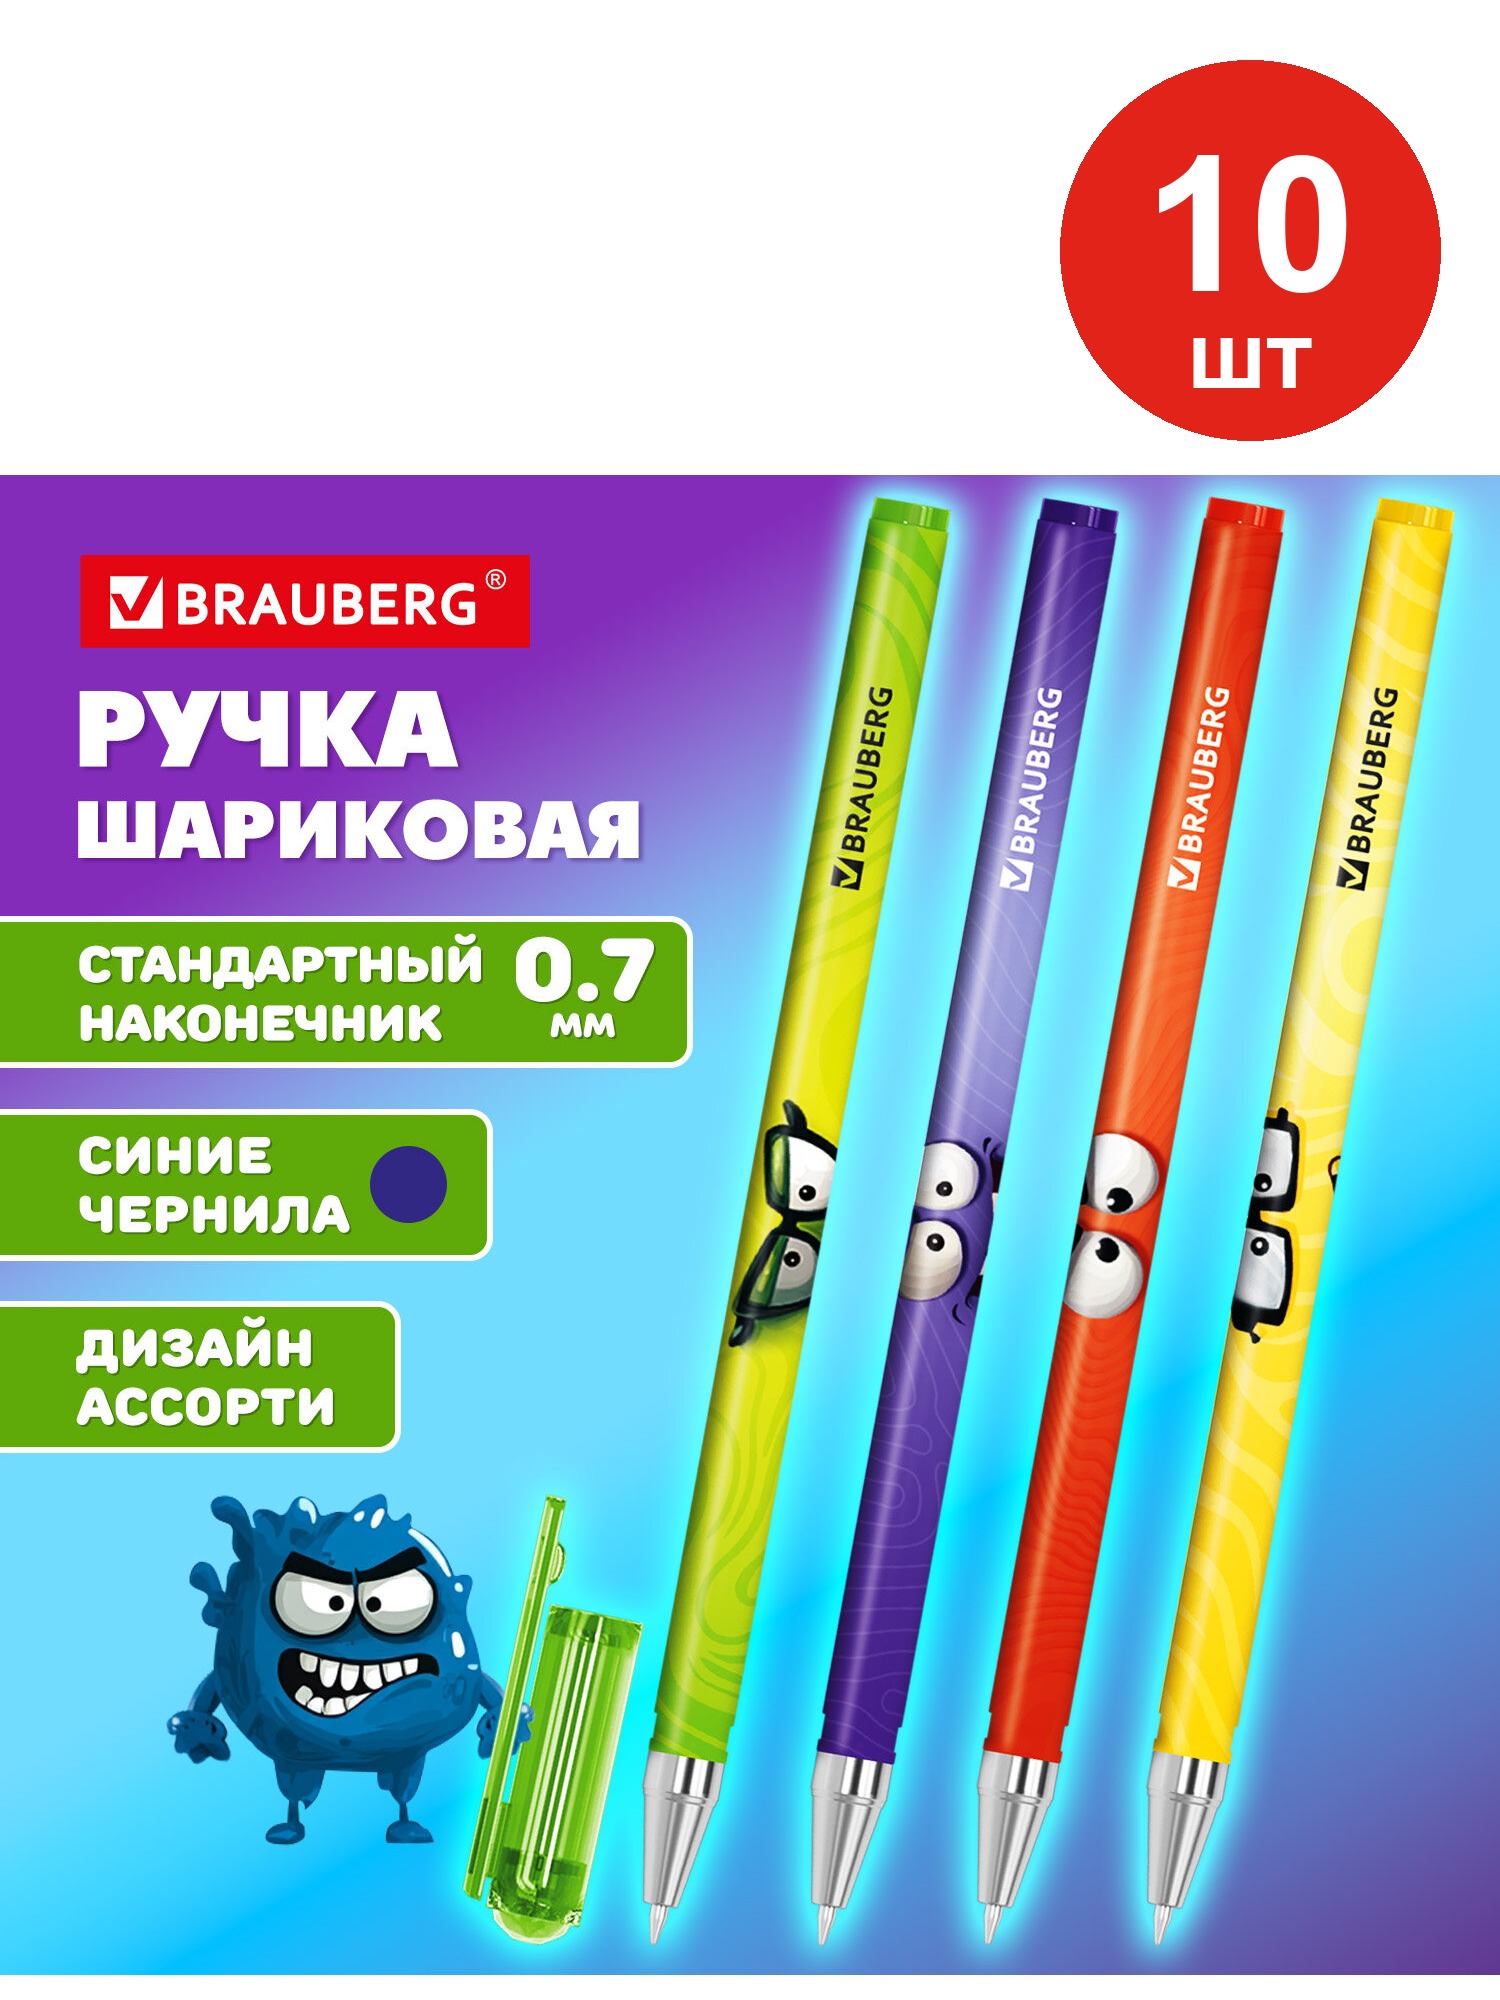 10
шт
BRAUBERG®
РУЧКА
ШАРИКОВАЯ
СТАНДАРТНЫЙ
НАКОНЕЧНИК
0.7
ММ
СИНИЕ
ЧЕРНИЛА
ДИЗАЙН
АССОРТИ
BRAUBERG
BRAUBERG
BRAUBERG
BRAUBERG